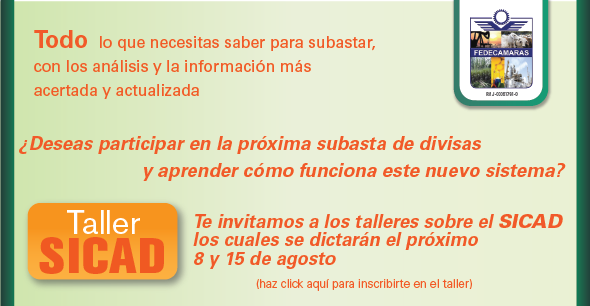 Todo lo que necesitas saber para subastar,
con los análisis y la información más
acertada y actualizada
FEDECAMARAS
¿Deseas participar en la próxima subasta de divisas
y aprender cómo funciona este nuevo sistema?
Taller
SICAD
Te invitamos a los talleres sobre el SICAD
los cuales se dictarán el próximo
8 y 15 de agosto
(haz click aquí para inscribirte en el taller)